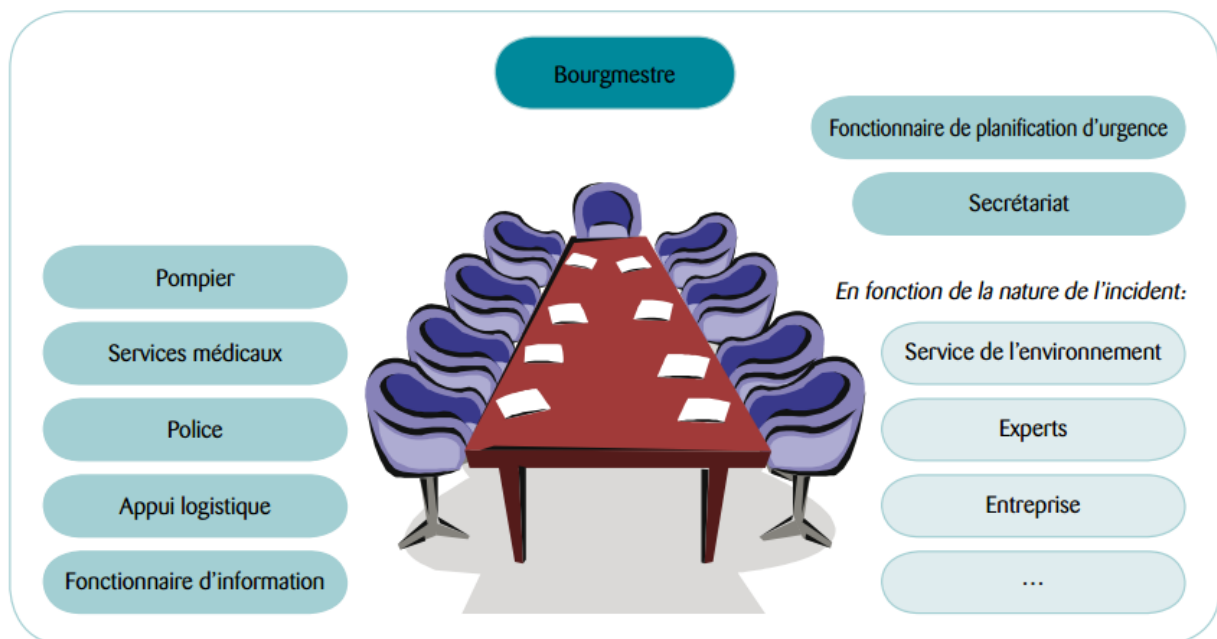 Bourgmestre
Fonctionnaire de planification d'urgence
Secrétariat
Pompier
Services médicaux
Police
Appui logistique
Fonctionnaire d'information
En fonction de la nature de l'incident:
Service de l'environnement
Experts
Entreprise
...